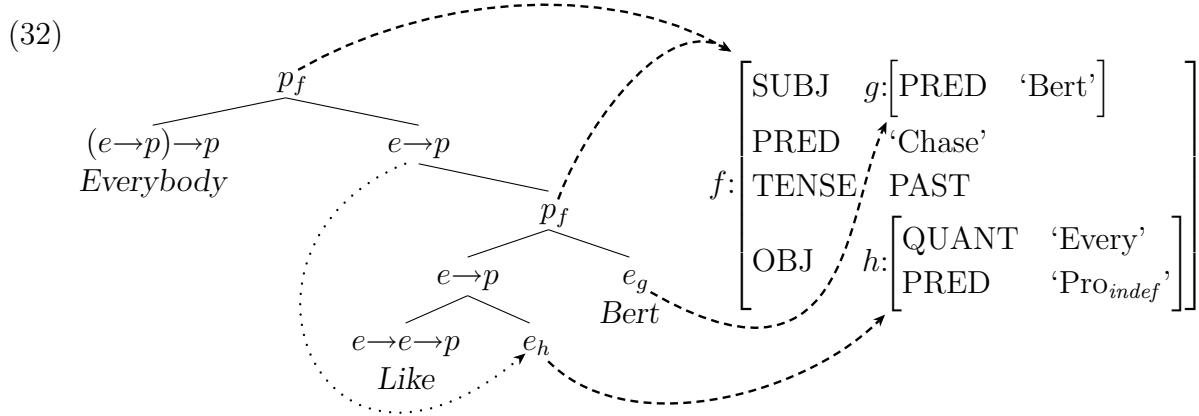 (32)
p_f
(e→p)→p e→p
Everybody
p_f
e→p e_g
Bert
e→e→p e_h
Like
f: SUBJ g: [PRED ‘Bert’]
PRED ‘Chase’
TENSE PAST
OBJ h: [QUANT ‘Every’
PRED ‘Pro_indef’]